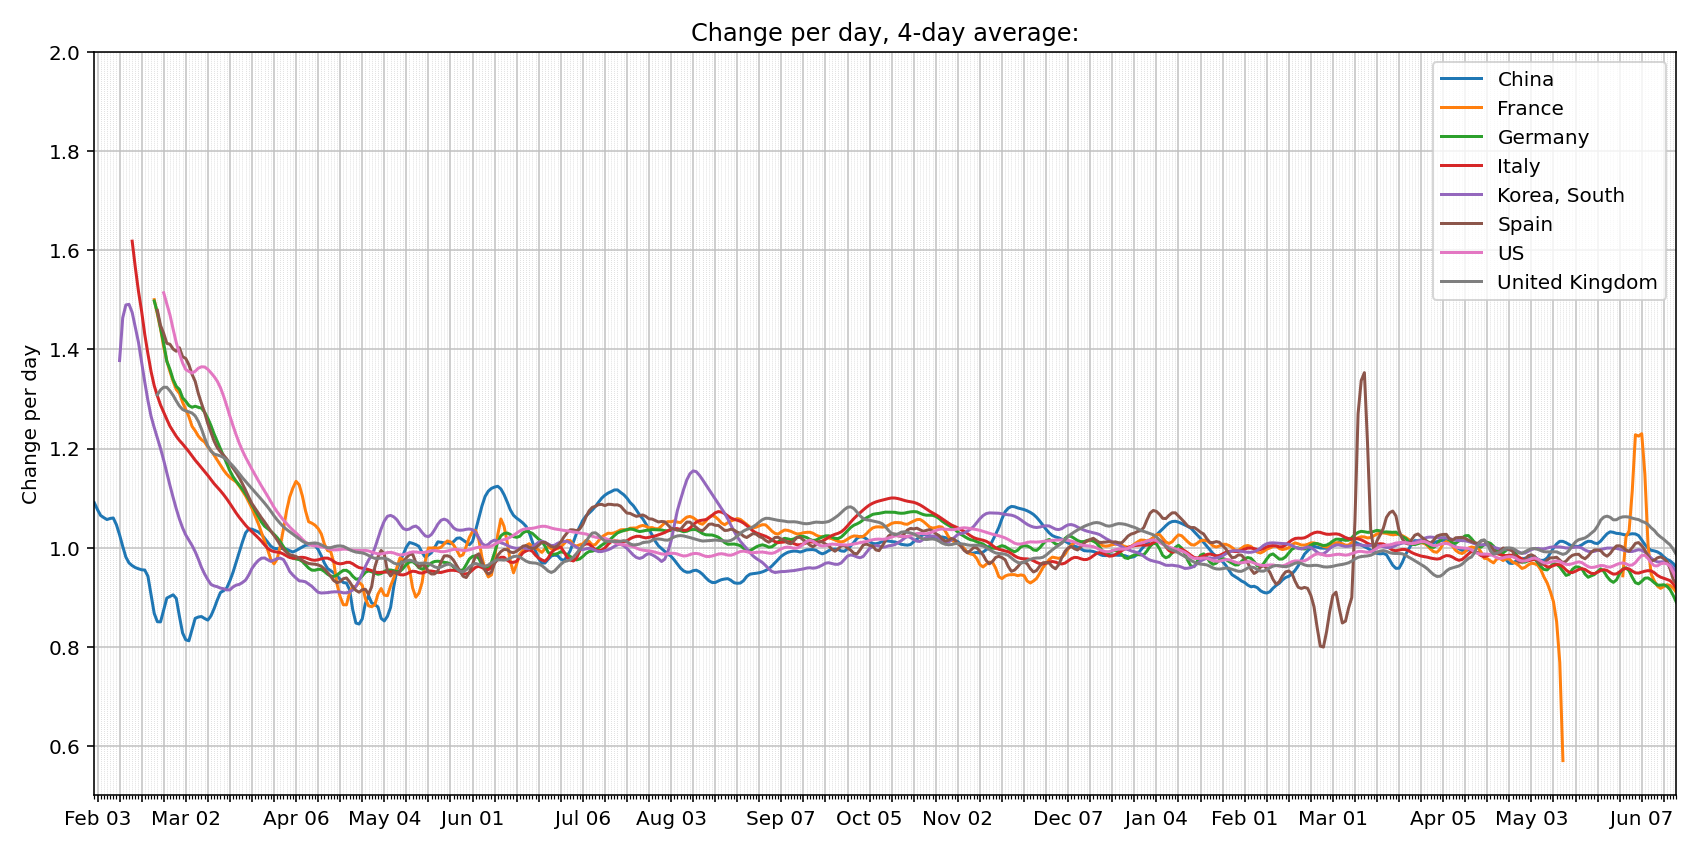 Change per day, 4-day average:
Change per day
2.0
1.8
1.6
1.4
1.2
1.0
0.8
0.6
China
France
Germany
Italy
Korea, South
Spain
US
United Kingdom
Feb 03 Mar 02 Apr 06 May 04 Jun 01 Jul 06 Aug 03 Sep 07 Oct 05 Nov 02 Dec 07 Jan 04 Feb 01 Mar 01 Apr 05 May 03 Jun 07